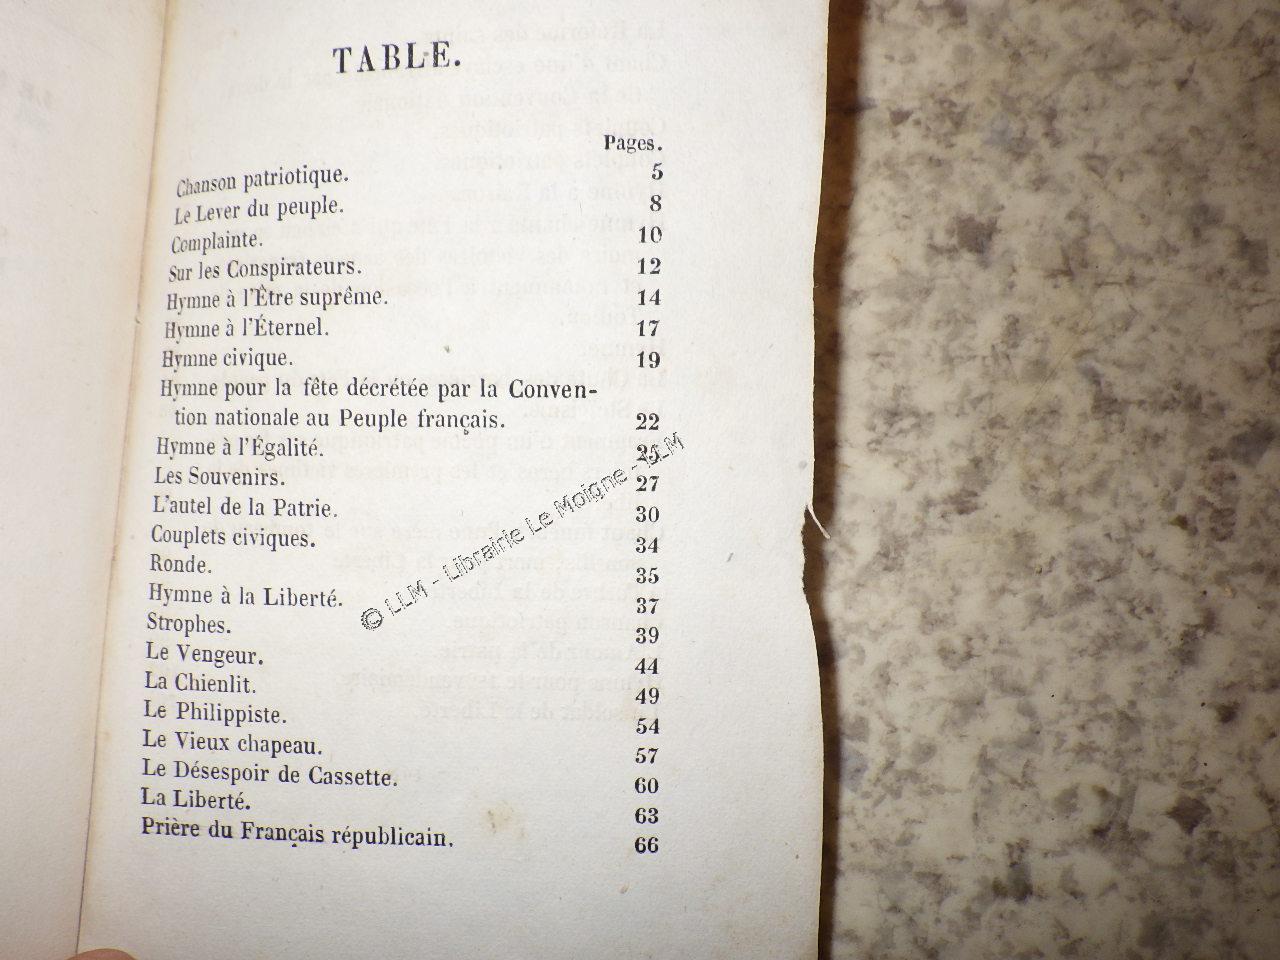 TABLE.
Pages.
Chanson patriotique. 5
Le Lever du peuple. 8
Complainte. 10
Sur les Conspirateurs. 12
Hymne à l'Être suprême. 14
Hymne à l'Éternel. 17
Hymne civique. 19
Hymne pour la fête décrétée par la Conven-
tion nationale au Peuple français. 22
Hymne à l'Égalité.
Les Souvenirs. 27
L'autel de la Patrie. 30
Couplets civiques. 34
Ronde. 35
Hymne à la Liberté. 37
Strophes. 39
Le Vengeur. 44
La Chienlit. 49
Le Philippiste. 54
Le Vieux chapeau. 57
Le Désespoir de Cassette. 60
La Liberté. 63
Prière du Français républicain. 66
© LLM - Librairie Le Moigne - LLM